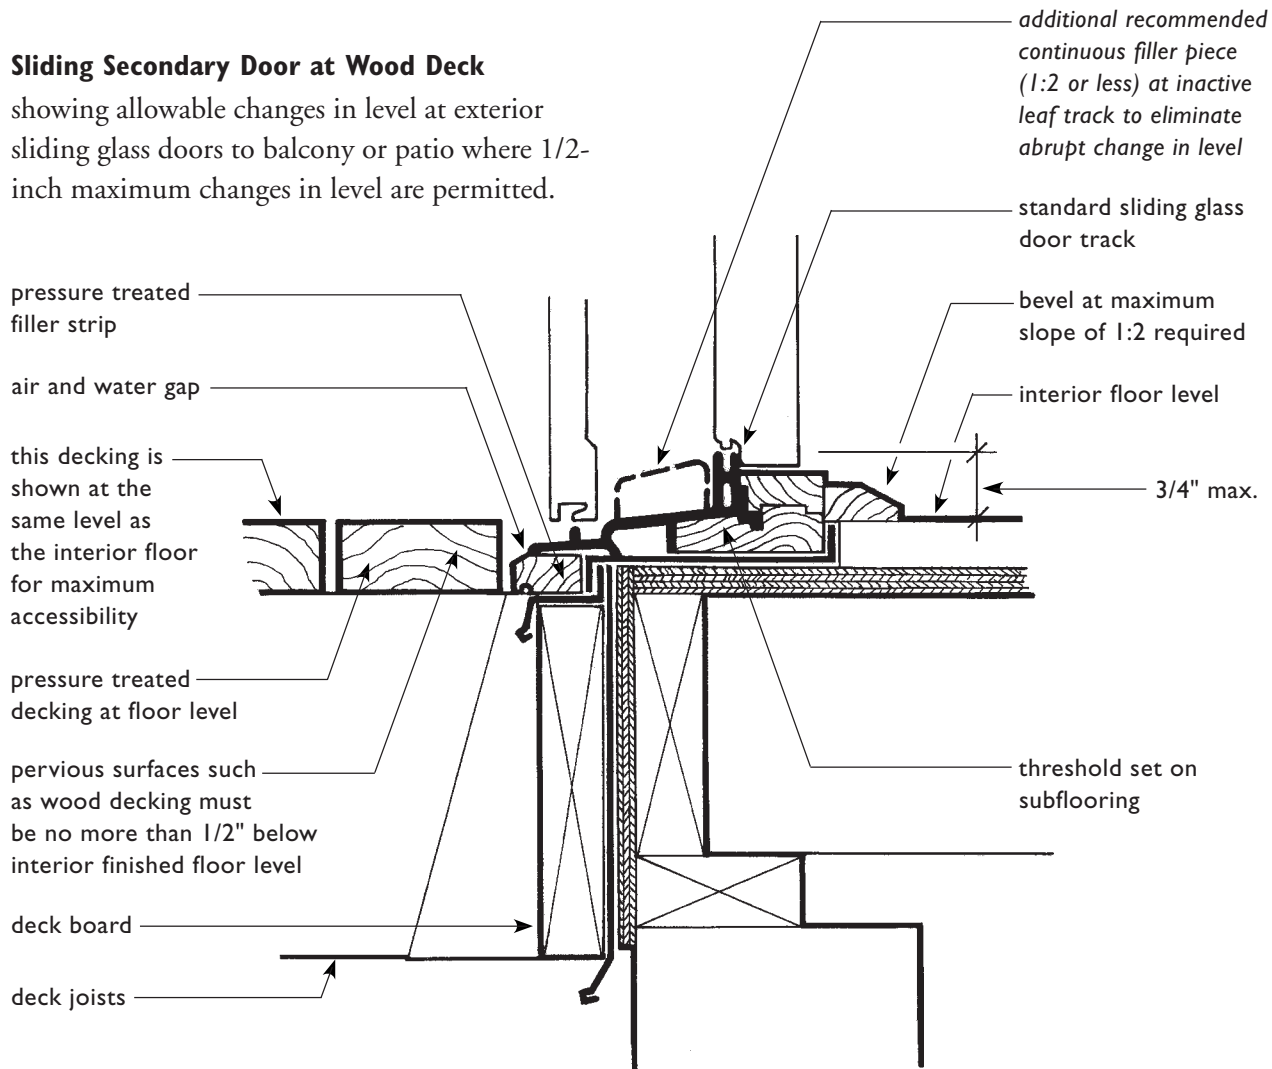 Sliding Secondary Door at Wood Deck
showing allowable changes in level at exterior
sliding glass doors to balcony or patio where 1/2-
inch maximum changes in level are permitted.
additional recommended
continuous filler piece
(1:2 or less) at inactive
leaf track to eliminate
abrupt change in level
standard sliding glass
door track
bevel at maximum
slope of 1:2 required
interior floor level
3/4" max.
threshold set on
subflooring
pressure treated
filler strip
air and water gap
this decking is
shown at the
same level as
the interior floor
for maximum
accessibility
pressure treated
decking at floor level
pervious surfaces such
as wood decking must
be no more than 1/2" below
interior finished floor level
deck board
deck joists